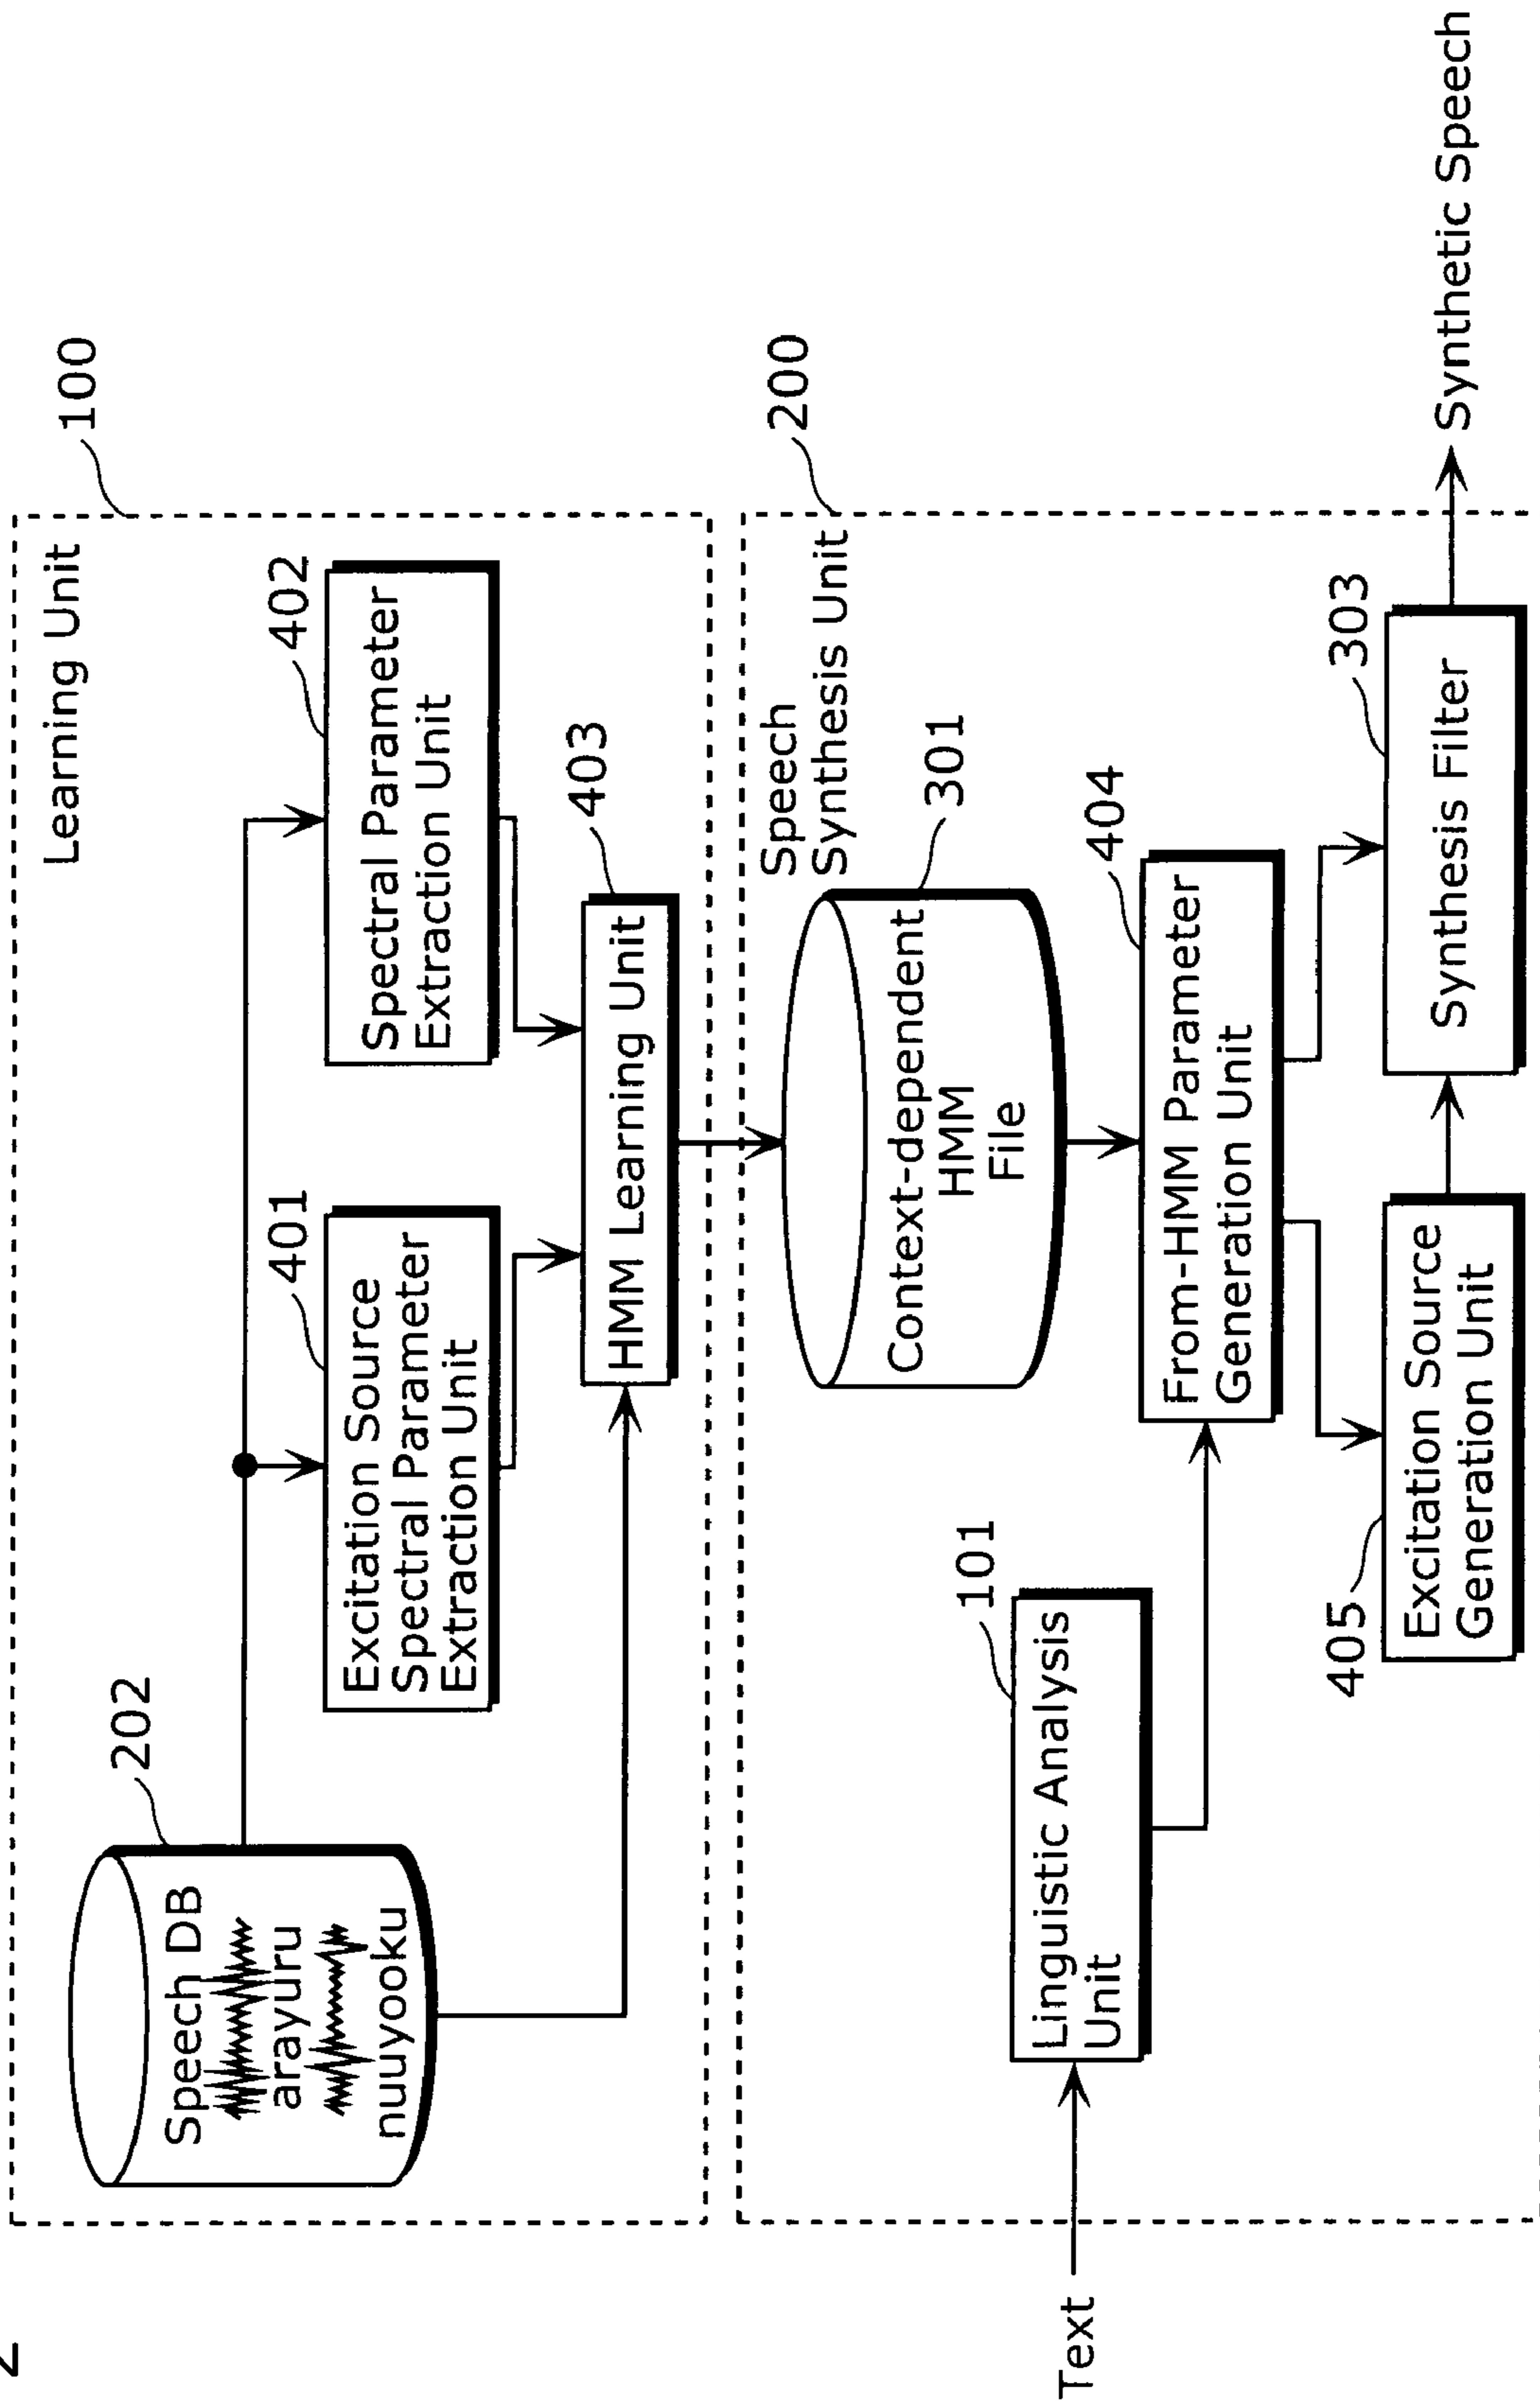 Learning Unit
100
202
Speech DB
arayuru
nuuyooku
401
Excitation Source
Spectral Parameter
Extraction Unit
402
Spectral Parameter
Extraction Unit
403
HMM Learning Unit
Speech
Synthesis Unit
200
301
Context-dependent
HMM
File
Text
101
Linguistic Analysis
Unit
404
From-HMM Parameter
Generation Unit
405
Excitation Source
Generation Unit
303
Synthesis Filter
Synthetic Speech